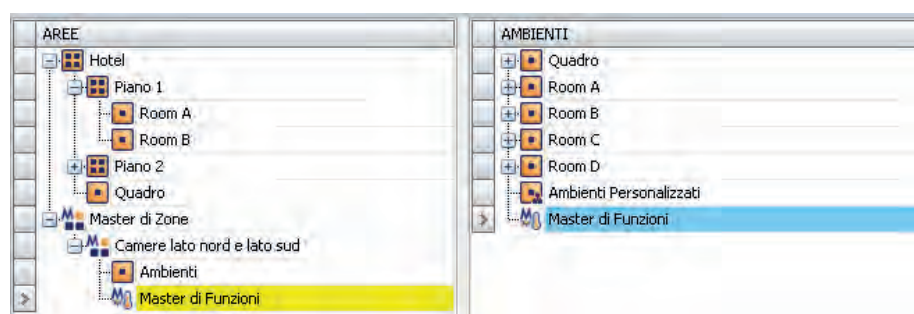 AREE
Hotel
Piano 1
Room A
Room B
Piano 2
Quadro
Master di Zone
Camere lato nord e lato sud
Ambienti
Master di Funzioni
AMBIENTI
Quadro
Room A
Room B
Room C
Room D
Ambienti Personalizzati
Master di Funzioni